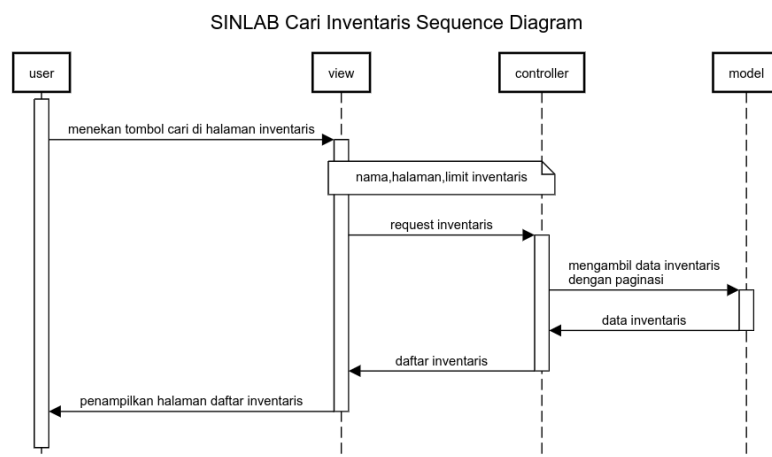 SINLAB Cari Inventaris Sequence Diagram
user
view
controller
model
menekan tombol cari di halaman inventaris
nama,halaman,limit inventaris
request inventaris
mengambil data inventaris
dengan paginasi
data inventaris
daftar inventaris
penampilkan halaman daftar inventaris